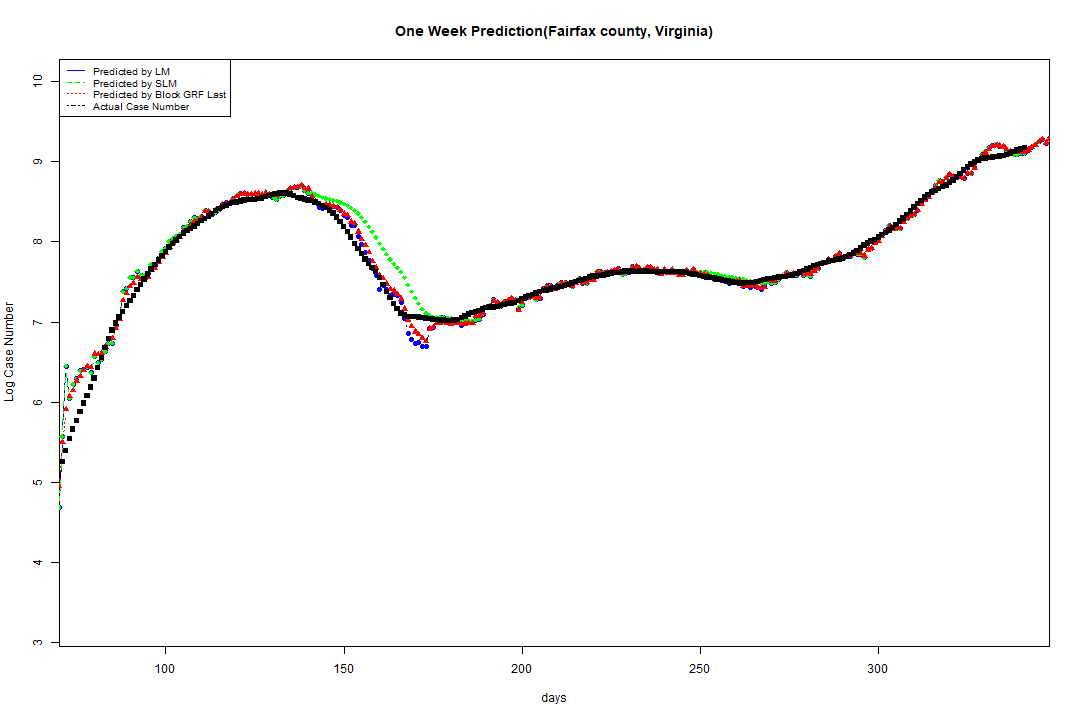 One Week Prediction(Fairfax county, Virginia)
Predicted by LM
Predicted by SLM
Predicted by Block GRF Last
Actual Case Number
10
9
8
7
6
5
4
3
Log Case Number
100 150 200 250 300
days